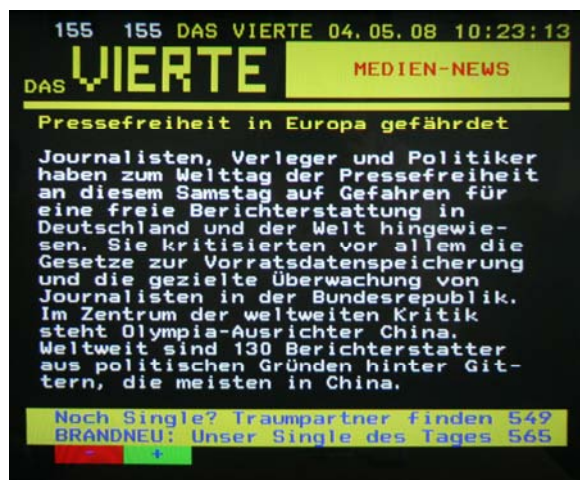 155 155 DAS VIERTE 04.05.08 10:23:13
DAS VIERTE MEDIEN-NEWS
Pressefreiheit in Europa gefährdet
Journalisten, Verleger und Politiker
haben zum Welttag der Pressefreiheit
an diesem Samstag auf Gefahren für
eine freie Berichterstattung in
Deutschland und der Welt hingewie-
sen. Sie kritisierten vor allem die
Gesetze zur Vorratsdatenspeicherung
und die gezielte Überwachung von
Journalisten in der Bundesrepublik.
Im Zentrum der weltweiten Kritik
steht Olympia-Ausrichter China.
Weltweit sind 130 Berichterstatter
aus politischen Gründen hinter Git-
tern, die meisten in China.
Noch Single? Traumpartner finden 549
BRANDNEU: Unser Single des Tages 565
- +